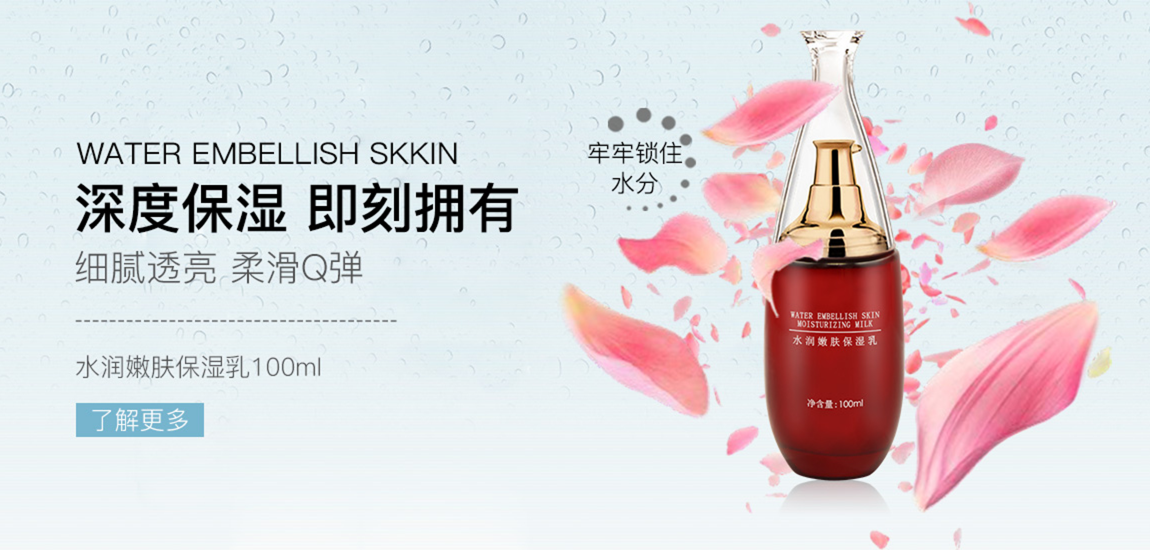 WATER EMBELLISH SKKIN
深度保湿 即刻拥有
细腻透亮 柔滑Q弹
水润嫩肤保湿乳100ml
了解更多
牢牢锁住
水分
WATER EMBELLISH SKIN
MOISTURIZING MILK
水润嫩肤保湿乳
净含量:100ml